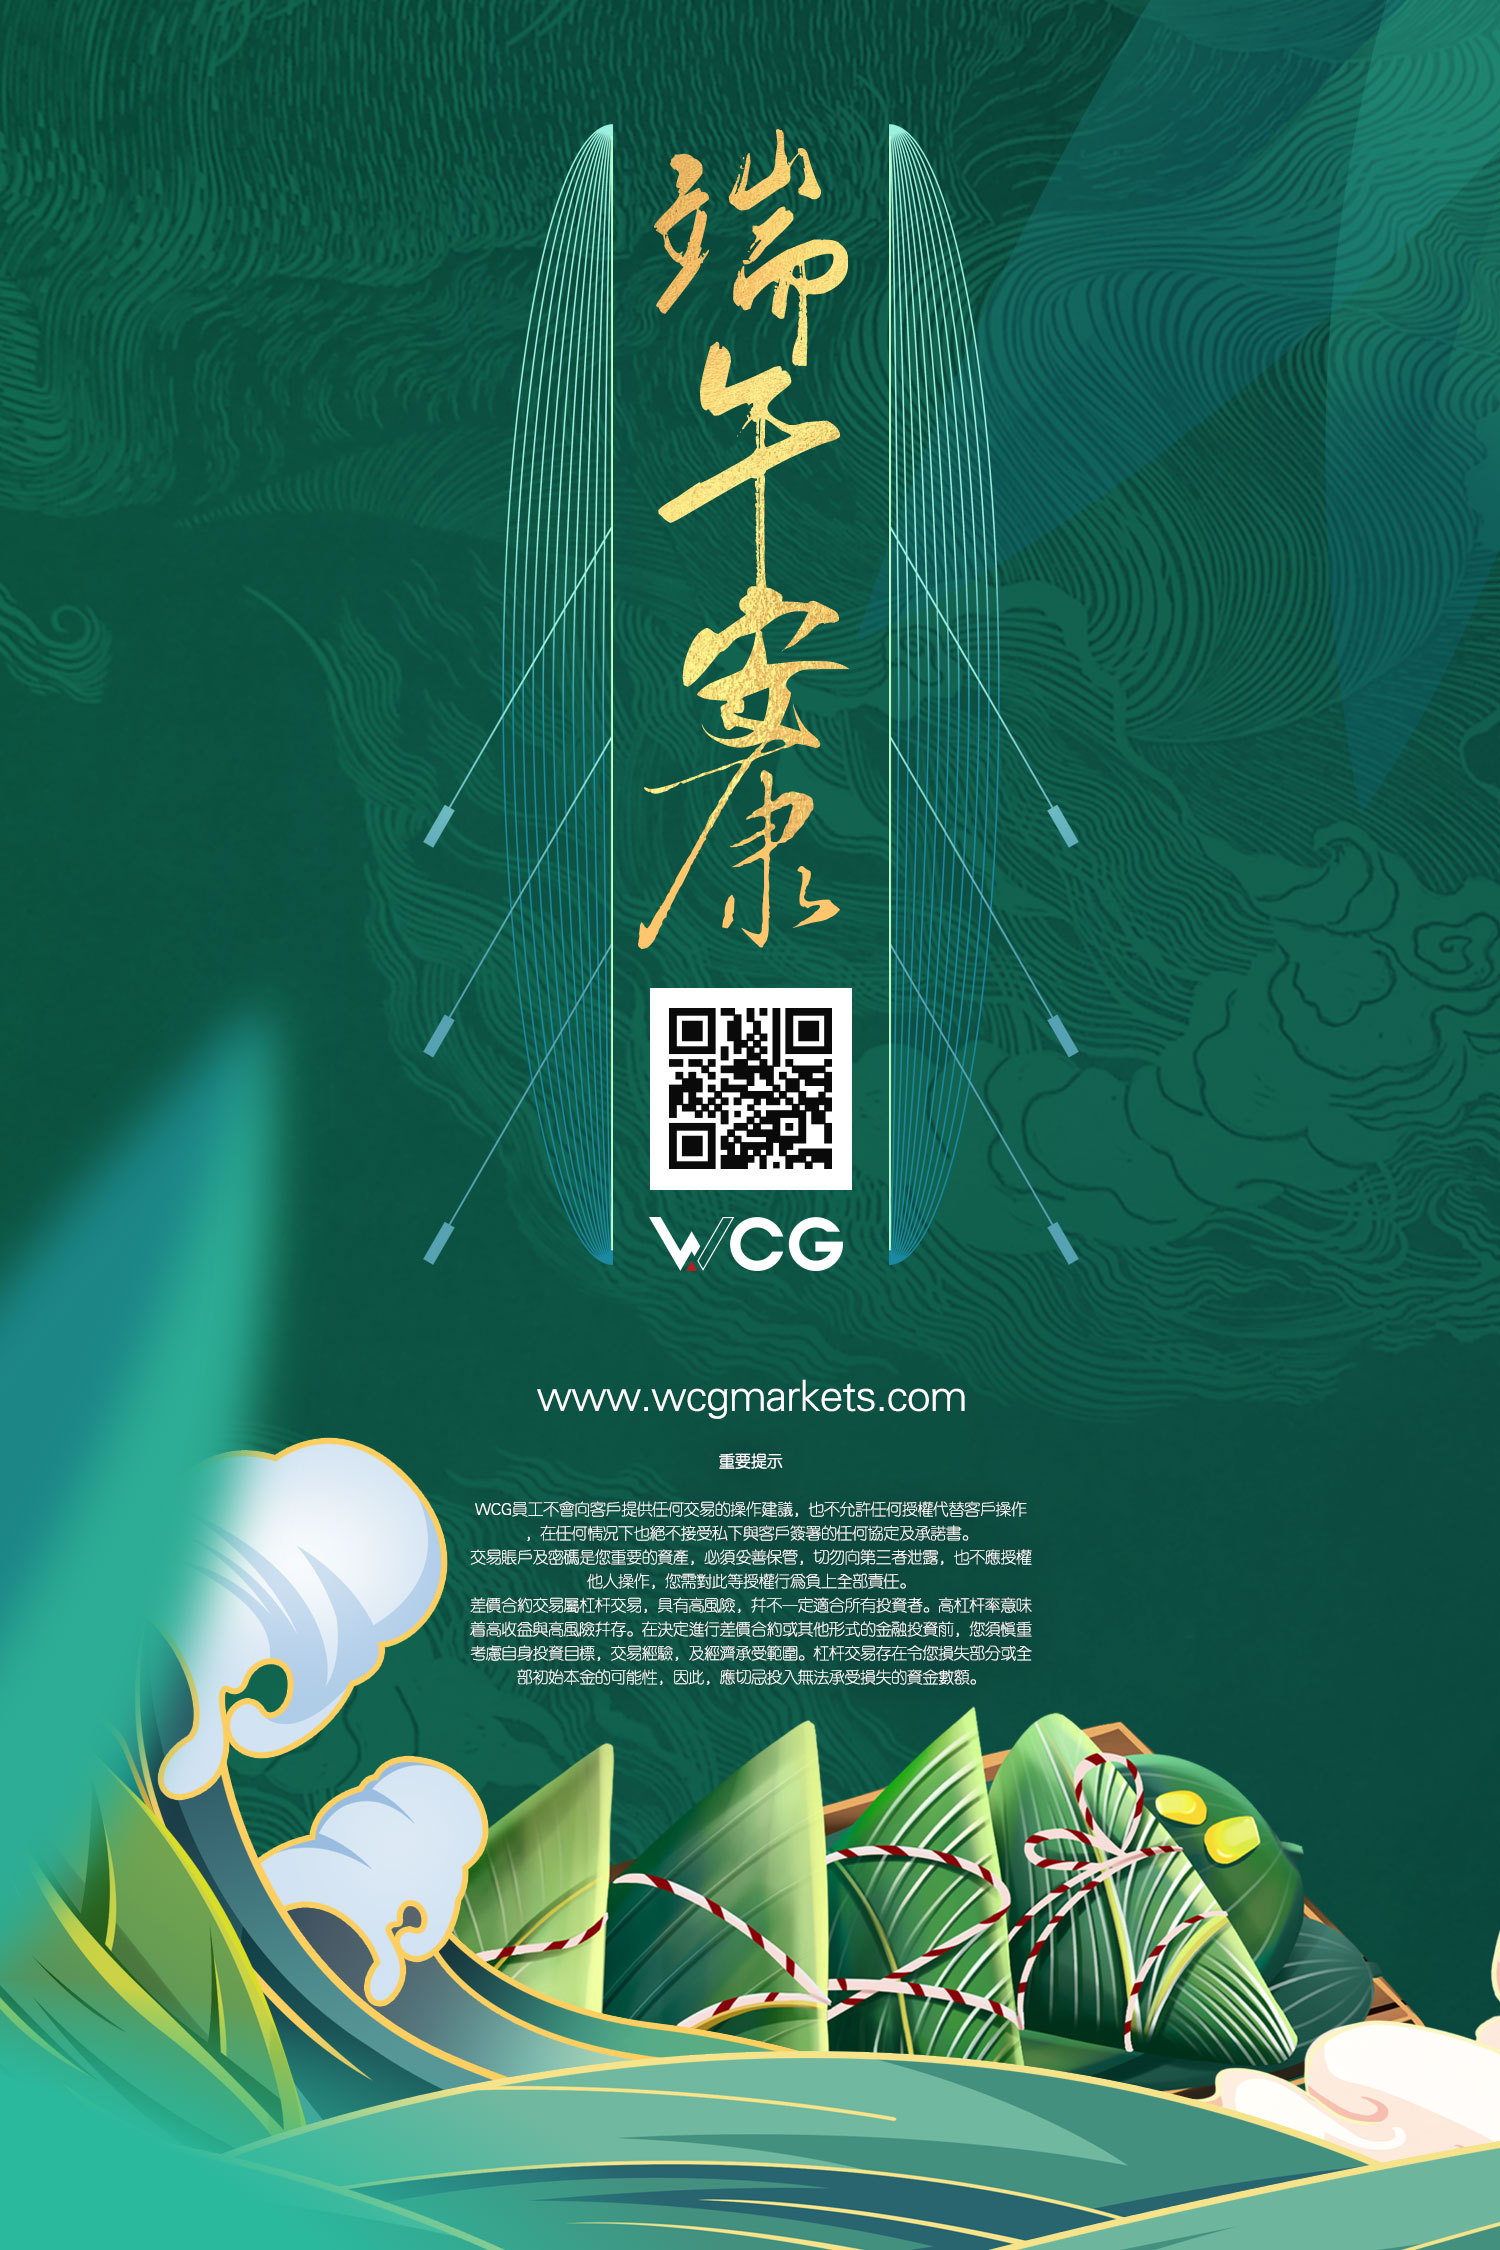 端午安康
WCG
www.wcgmarkets.com
重要提示
WCG員工不會向客戶提供任何交易的操作建議，也不允許任何授權代替客戶操作
，在任何情況下也絕不接受私下與客戶簽署的任何協定及承諾書。
交易賬戶及密碼是您重要的資產，必須妥善保管，切勿向第三者泄露，也不應授權
他人操作，您需對此等授權行爲負上全部責任。
差價合約交易屬杠杆交易，具有高風險，幷不一定適合所有投資者。高杠杆率意味
着高收益與高風險幷存。在決定進行差價合約或其他形式的金融投資前，您須慎重
考慮自身投資目標，交易經驗，及經濟承受範圍。杠杆交易存在令您損失部分或全
部初始本金的可能性，因此，應切忌投入無法承受損失的資金數額。